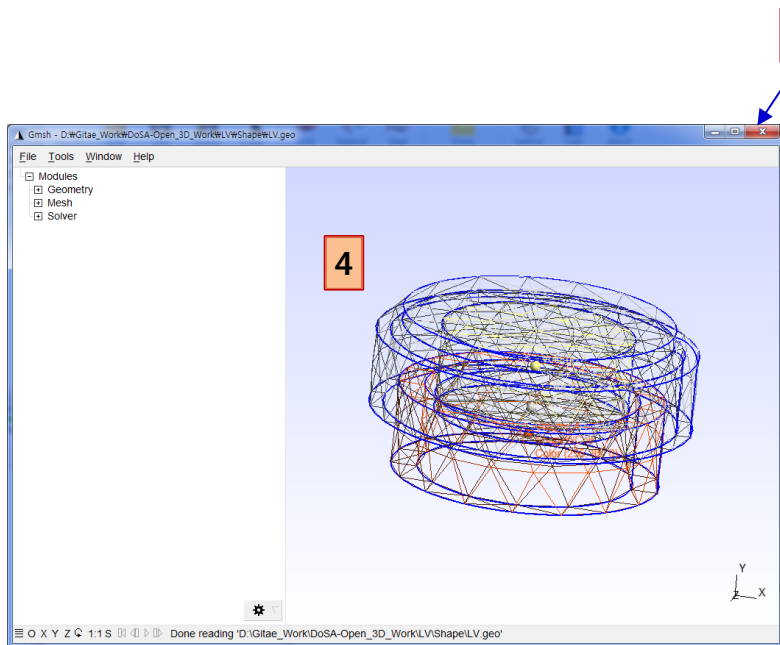 Gmsh - D:₩Gitae_Work₩DoSA-Open_3D_Work₩LV₩Shape₩LV.geo
File Tools Window Help
Modules
Geometry
Mesh
Solver
4
Y
Z X
O X Y Z 1:1 S Done reading 'D:\Gitae_Work\DoSA-Open_3D_Work\LV\Shape\LV.geo'